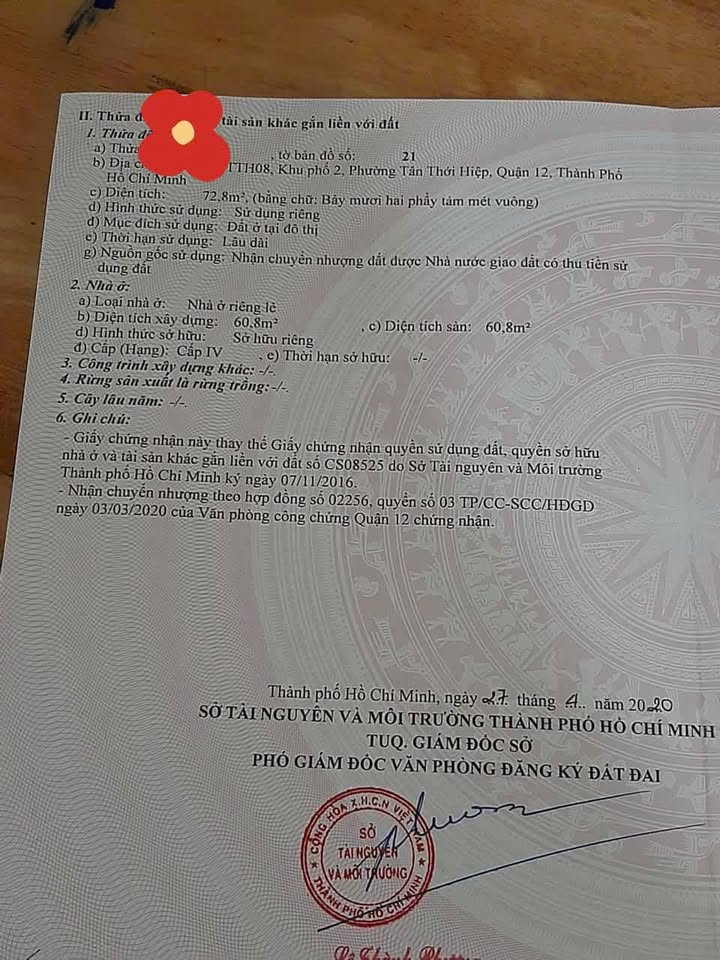 II. Thửa đ tài sản khác gắn liền với đất
1. Thửa đ
a) Thửa , tờ bản đồ số: 21
b) Địa c TTH08, Khu phố 2, Phường Tân Thới Hiệp, Quận 12, Thành Phố
Hồ Chí Minh
c) Diện tích: 72,8m², (bằng chữ: Bảy mươi hai phẩy tám mét vuông)
d) Hình thức sử dụng: Sử dụng riêng
đ) Mục đích sử dụng: Đất ở tại đô thị
e) Thời hạn sử dụng: Lâu dài
g) Nguồn gốc sử dụng: Nhận chuyển nhượng đất được Nhà nước giao đất có thu tiền sử
dụng đất
2. Nhà ở:
a) Loại nhà ở: Nhà ở riêng lẻ
b) Diện tích xây dựng: 60,8m² , c) Diện tích sàn: 60,8m²
d) Hình thức sở hữu: Sở hữu riêng
đ) Cấp (Hạng): Cấp IV , e) Thời hạn sở hữu: -/-
3. Công trình xây dựng khác: -/-.
4. Rừng sản xuất là rừng trồng: -/-.
5. Cây lâu năm: -/-.
6. Ghi chú:
- Giấy chứng nhận này thay thế Giấy chứng nhận quyền sử dụng đất, quyền sở hữu
nhà ở và tài sản khác gắn liền với đất số CS08525 do Sở Tài nguyên và Môi trường
Thành phố Hồ Chí Minh ký ngày 07/11/2016.
- Nhận chuyển nhượng theo hợp đồng số 02256, quyển số 03 TP/CC-SCC/HĐGD
ngày 03/03/2020 của Văn phòng công chứng Quận 12 chứng nhận.
Thành phố Hồ Chí Minh, ngày 27 tháng 4.. năm 2020
SỞ TÀI NGUYÊN VÀ MÔI TRƯỜNG THÀNH PHỐ HỒ CHÍ MINH
TUQ. GIÁM ĐỐC SỞ
PHÓ GIÁM ĐỐC VĂN PHÒNG ĐĂNG KÝ ĐẤT ĐAI
CỘNG HÒA X.H.C.N VIỆT NAM
SỞ
TÀI NGUYÊN
VÀ MÔI TRƯỜNG
THÀNH PHỐ HỒ CHÍ MINH